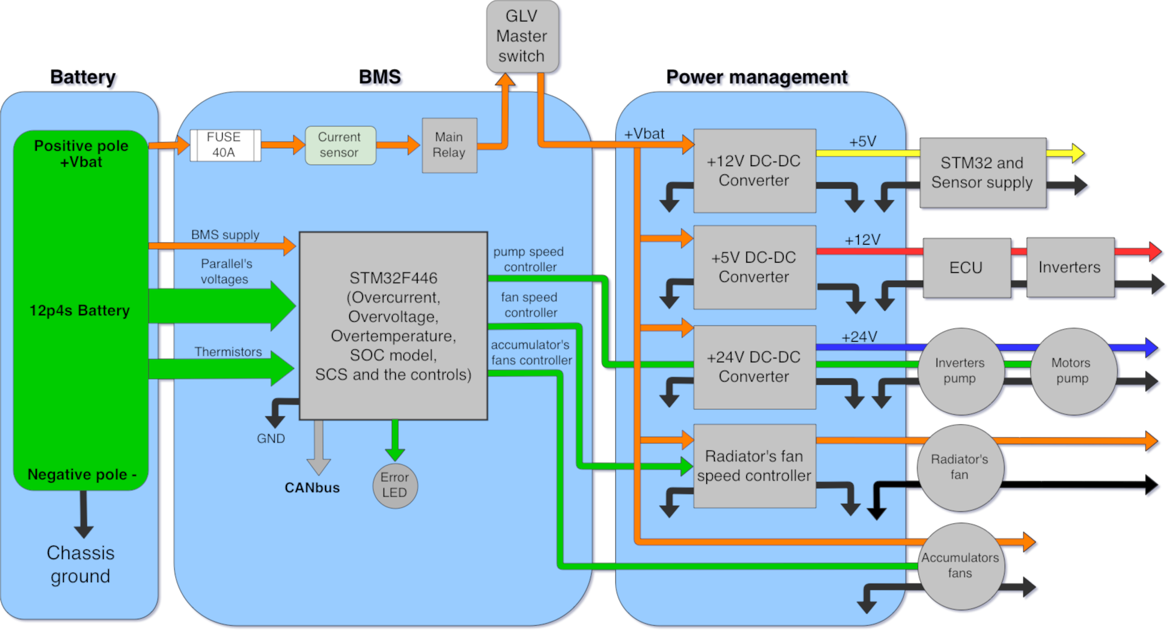 GLV
Master
switch
Battery
BMS
Power management
Positive pole
+Vbat
FUSE
40A
Current
sensor
Main
Relay
+Vbat
+12V DC-DC
Converter
+5V
STM32 and
Sensor supply
BMS supply
Parallel's
voltages
12p4s Battery
Thermistors
STM32F446
(Overcurrent,
Overvoltage,
Overtemperature,
SOC model,
SCS and the controls)
pump speed
controller
fan speed
controller
accumulator's
fans controller
+5V DC-DC
Converter
+12V
ECU
Inverters
+24V DC-DC
Converter
+24V
Inverters
pump
Motors
pump
GND
CANbus
Error
LED
Radiator's fan
speed controller
Radiator's
fan
Negative pole -
Chassis
ground
Accumulators
fans